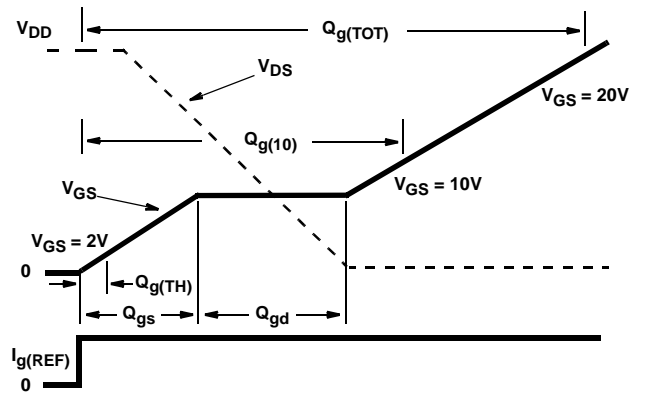 V_DD
Q_g(TOT)
V_DS
V_GS = 20V
Q_g(10)
V_GS
V_GS = 10V
V_GS = 2V
0
Q_g(TH)
Q_gs
Q_gd
I_g(REF)
0